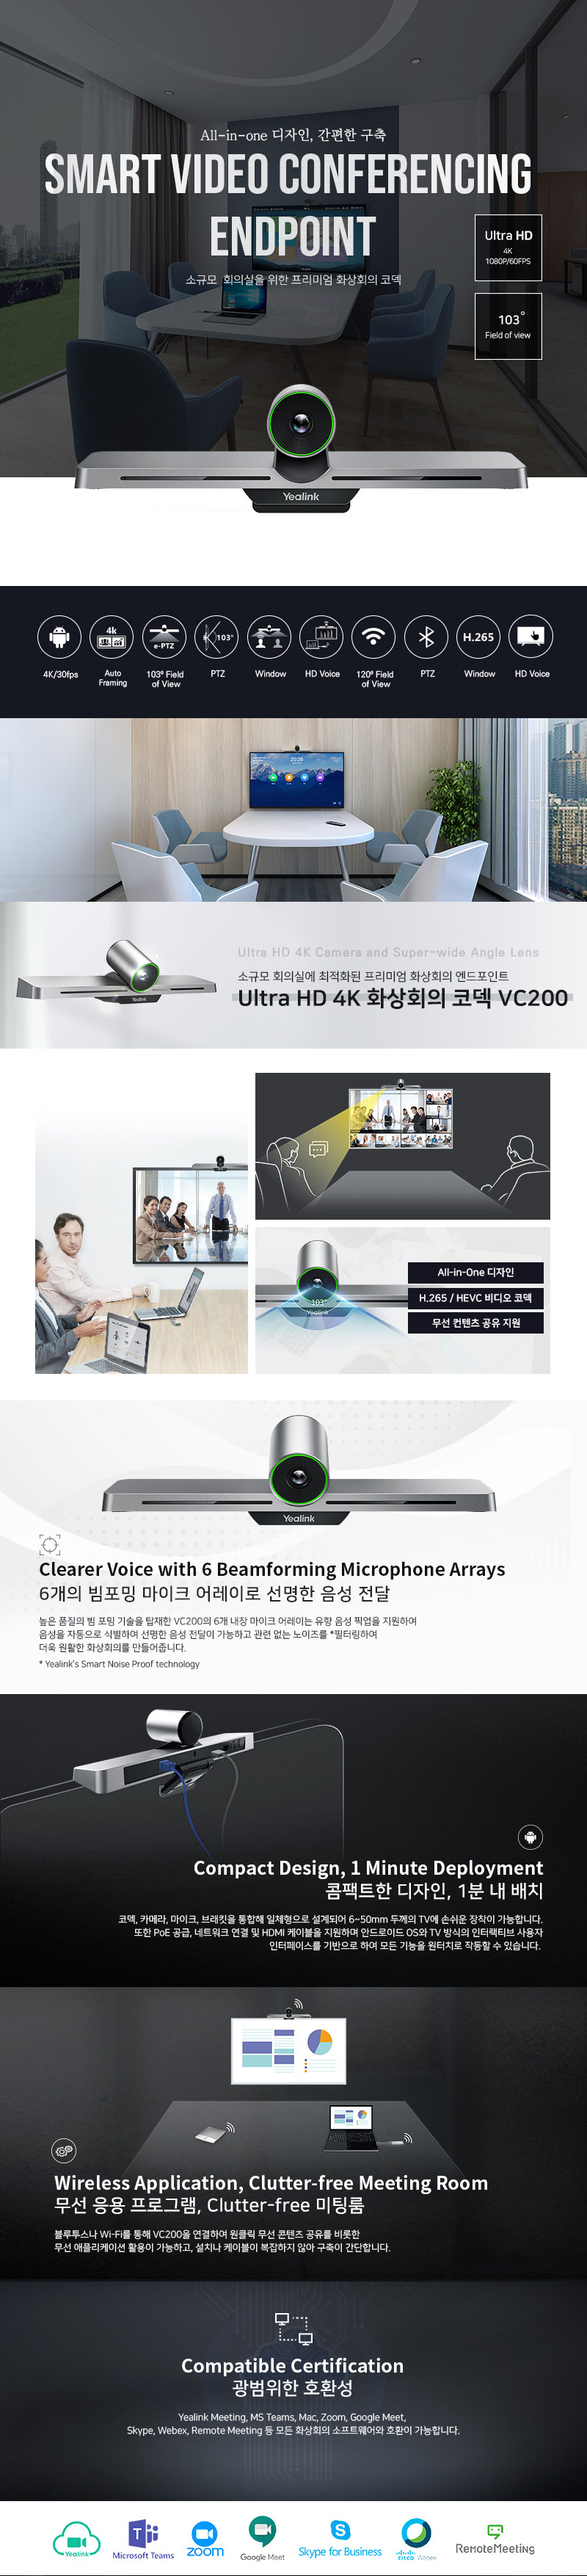 All-in-one 디자인, 간편한 구축
SMART VIDEO CONFERENCING
ENDPOINT
소규모 회의실을 위한 프리미엄 화상회의 코덱
Ultra HD
4K
1080P/60FPS
103°
Field of view
Yealink
4k
e-PTZ
103°
H.265
4K/30fps
Auto
Framing
103º Field
of View
PTZ
Window
HD Voice
120º Field
of View
PTZ
Window
HD Voice
20:28
Ultra HD 4K Camera and Super-wide Angle Lens
소규모 회의실에 최적화된 프리미엄 화상회의 엔드포인트
Ultra HD 4K 화상회의 코덱 VC200
Yealink
103°
Yealink
All-in-One 디자인
H.265 / HEVC 비디오 코덱
무선 컨텐츠 공유 지원
Yealink
Clearer Voice with 6 Beamforming Microphone Arrays
6개의 빔포밍 마이크 어레이로 선명한 음성 전달
높은 품질의 빔 포밍 기술을 탑재한 VC200의 6개 내장 마이크 어레이는 유향 음성 픽업을 지원하여
음성을 자동으로 식별하여 선명한 음성 전달이 가능하고 관련 없는 노이즈를 *필터링하여
더욱 원활한 화상회의를 만들어줍니다.
* Yealink's Smart Noise Proof technology
Compact Design, 1 Minute Deployment
콤팩트한 디자인, 1분 내 배치
코덱, 카메라, 마이크, 브래킷을 통합해 일체형으로 설계되어 6~50mm 두께의 TV에 손쉬운 장착이 가능합니다.
또한 PoE 공급, 네트워크 연결 및 HDMI 케이블을 지원하며 안드로이드 OS와 TV 방식의 인터랙티브 사용자
인터페이스를 기반으로 하여 모든 기능을 원터치로 작동할 수 있습니다.
Wireless Application, Clutter-free Meeting Room
무선 응용 프로그램, Clutter-free 미팅룸
블루투스나 Wi-Fi를 통해 VC200을 연결하여 원클릭 무선 콘텐츠 공유를 비롯한
무선 애플리케이션 활용이 가능하고, 설치나 케이블이 복잡하지 않아 구축이 간단합니다.
Compatible Certification
광범위한 호환성
Yealink Meeting, MS Teams, Mac, Zoom, Google Meet,
Skype, Webex, Remote Meeting 등 모든 화상회의 소프트웨어와 호환이 가능합니다.
Yealink
Microsoft Teams
ZOOM
Google Meet
Skype for Business
cisco Webex
RemoteMeeting